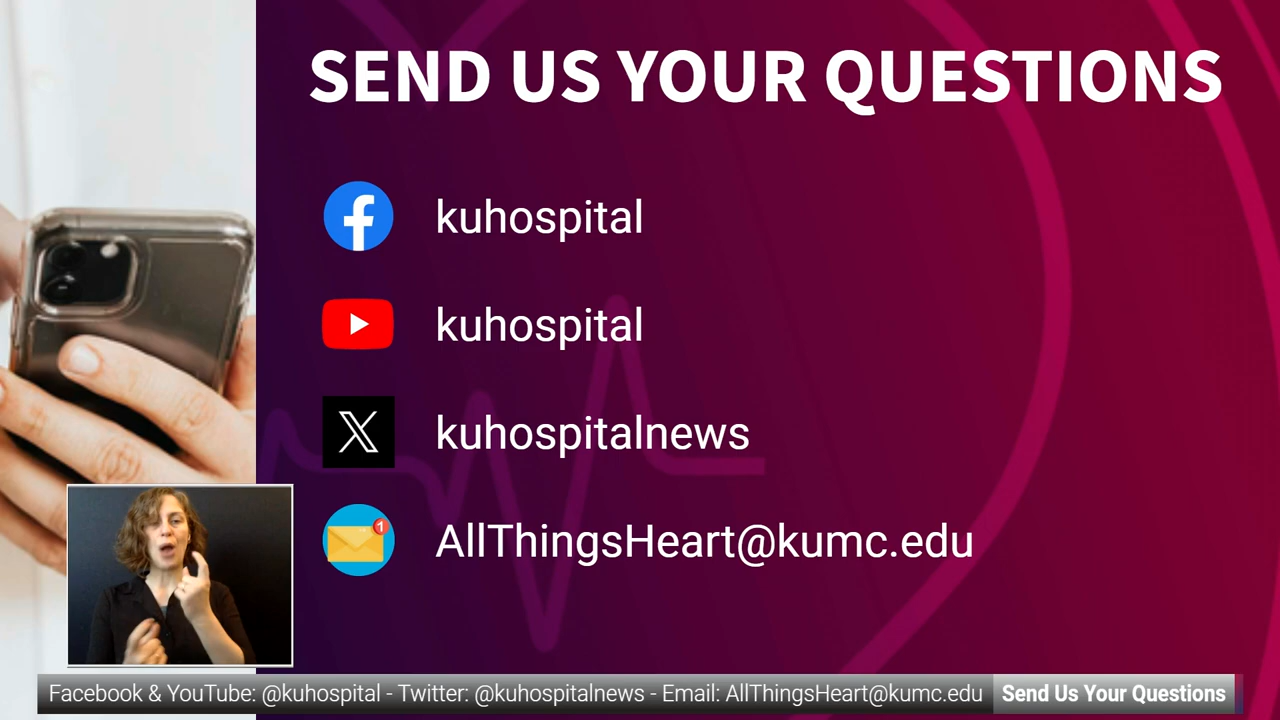 SEND US YOUR QUESTIONS
kuhospital
kuhospital
kuhospitalnews
1
AllThingsHeart@kumc.edu
Facebook & YouTube: @kuhospital - Twitter: @kuhospitalnews - Email: AllThingsHeart@kumc.edu Send Us Your Questions